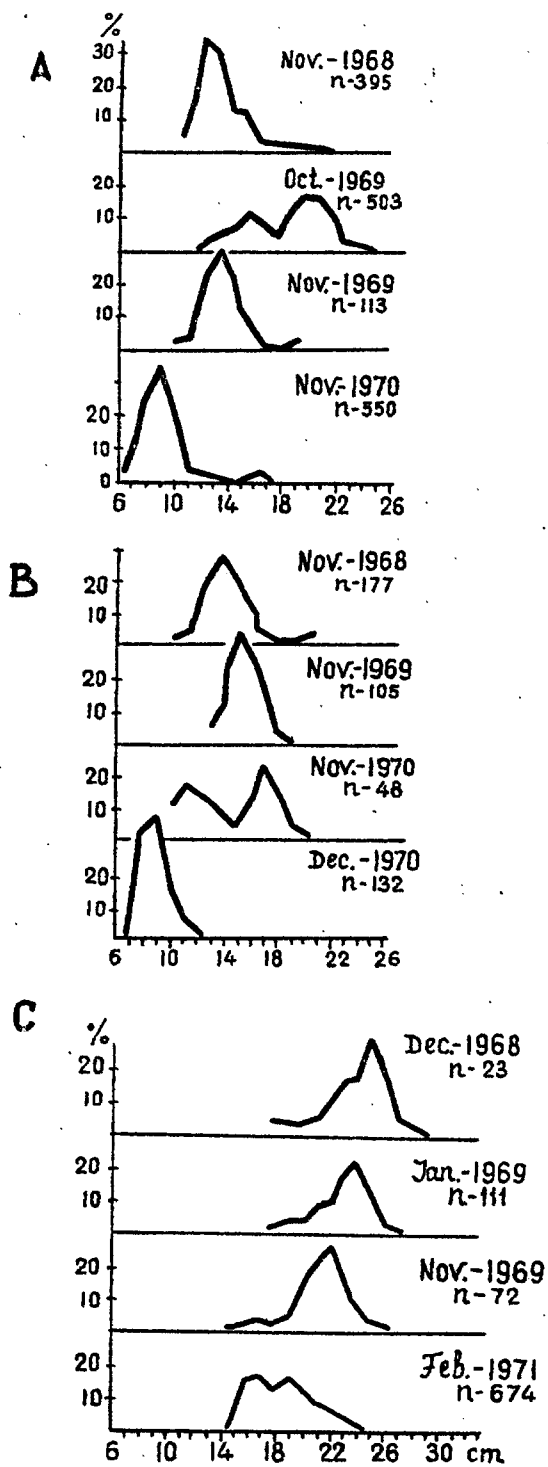 %
A
30
20
10
Nov.-1968
n-395
20
10
Oct.-1969
n-503
20
10
Nov.-1969
n-113
20
10
0
Nov.-1970
n-550
6 10 14 18 22 26
B
20
10
Nov.-1968
n-177
20
10
Nov.-1969
n-105
20
10
Nov.-1970
n-48
20
10
Dec.-1970
n-132
6 10 14 18 22 26
C
%
20
10
Dec.-1968
n-23
20
10
Jan.-1969
n-111
20
10
Nov.-1969
n-72
20
10
Feb.-1971
n-674
6 10 14 18 22 26 30 cm